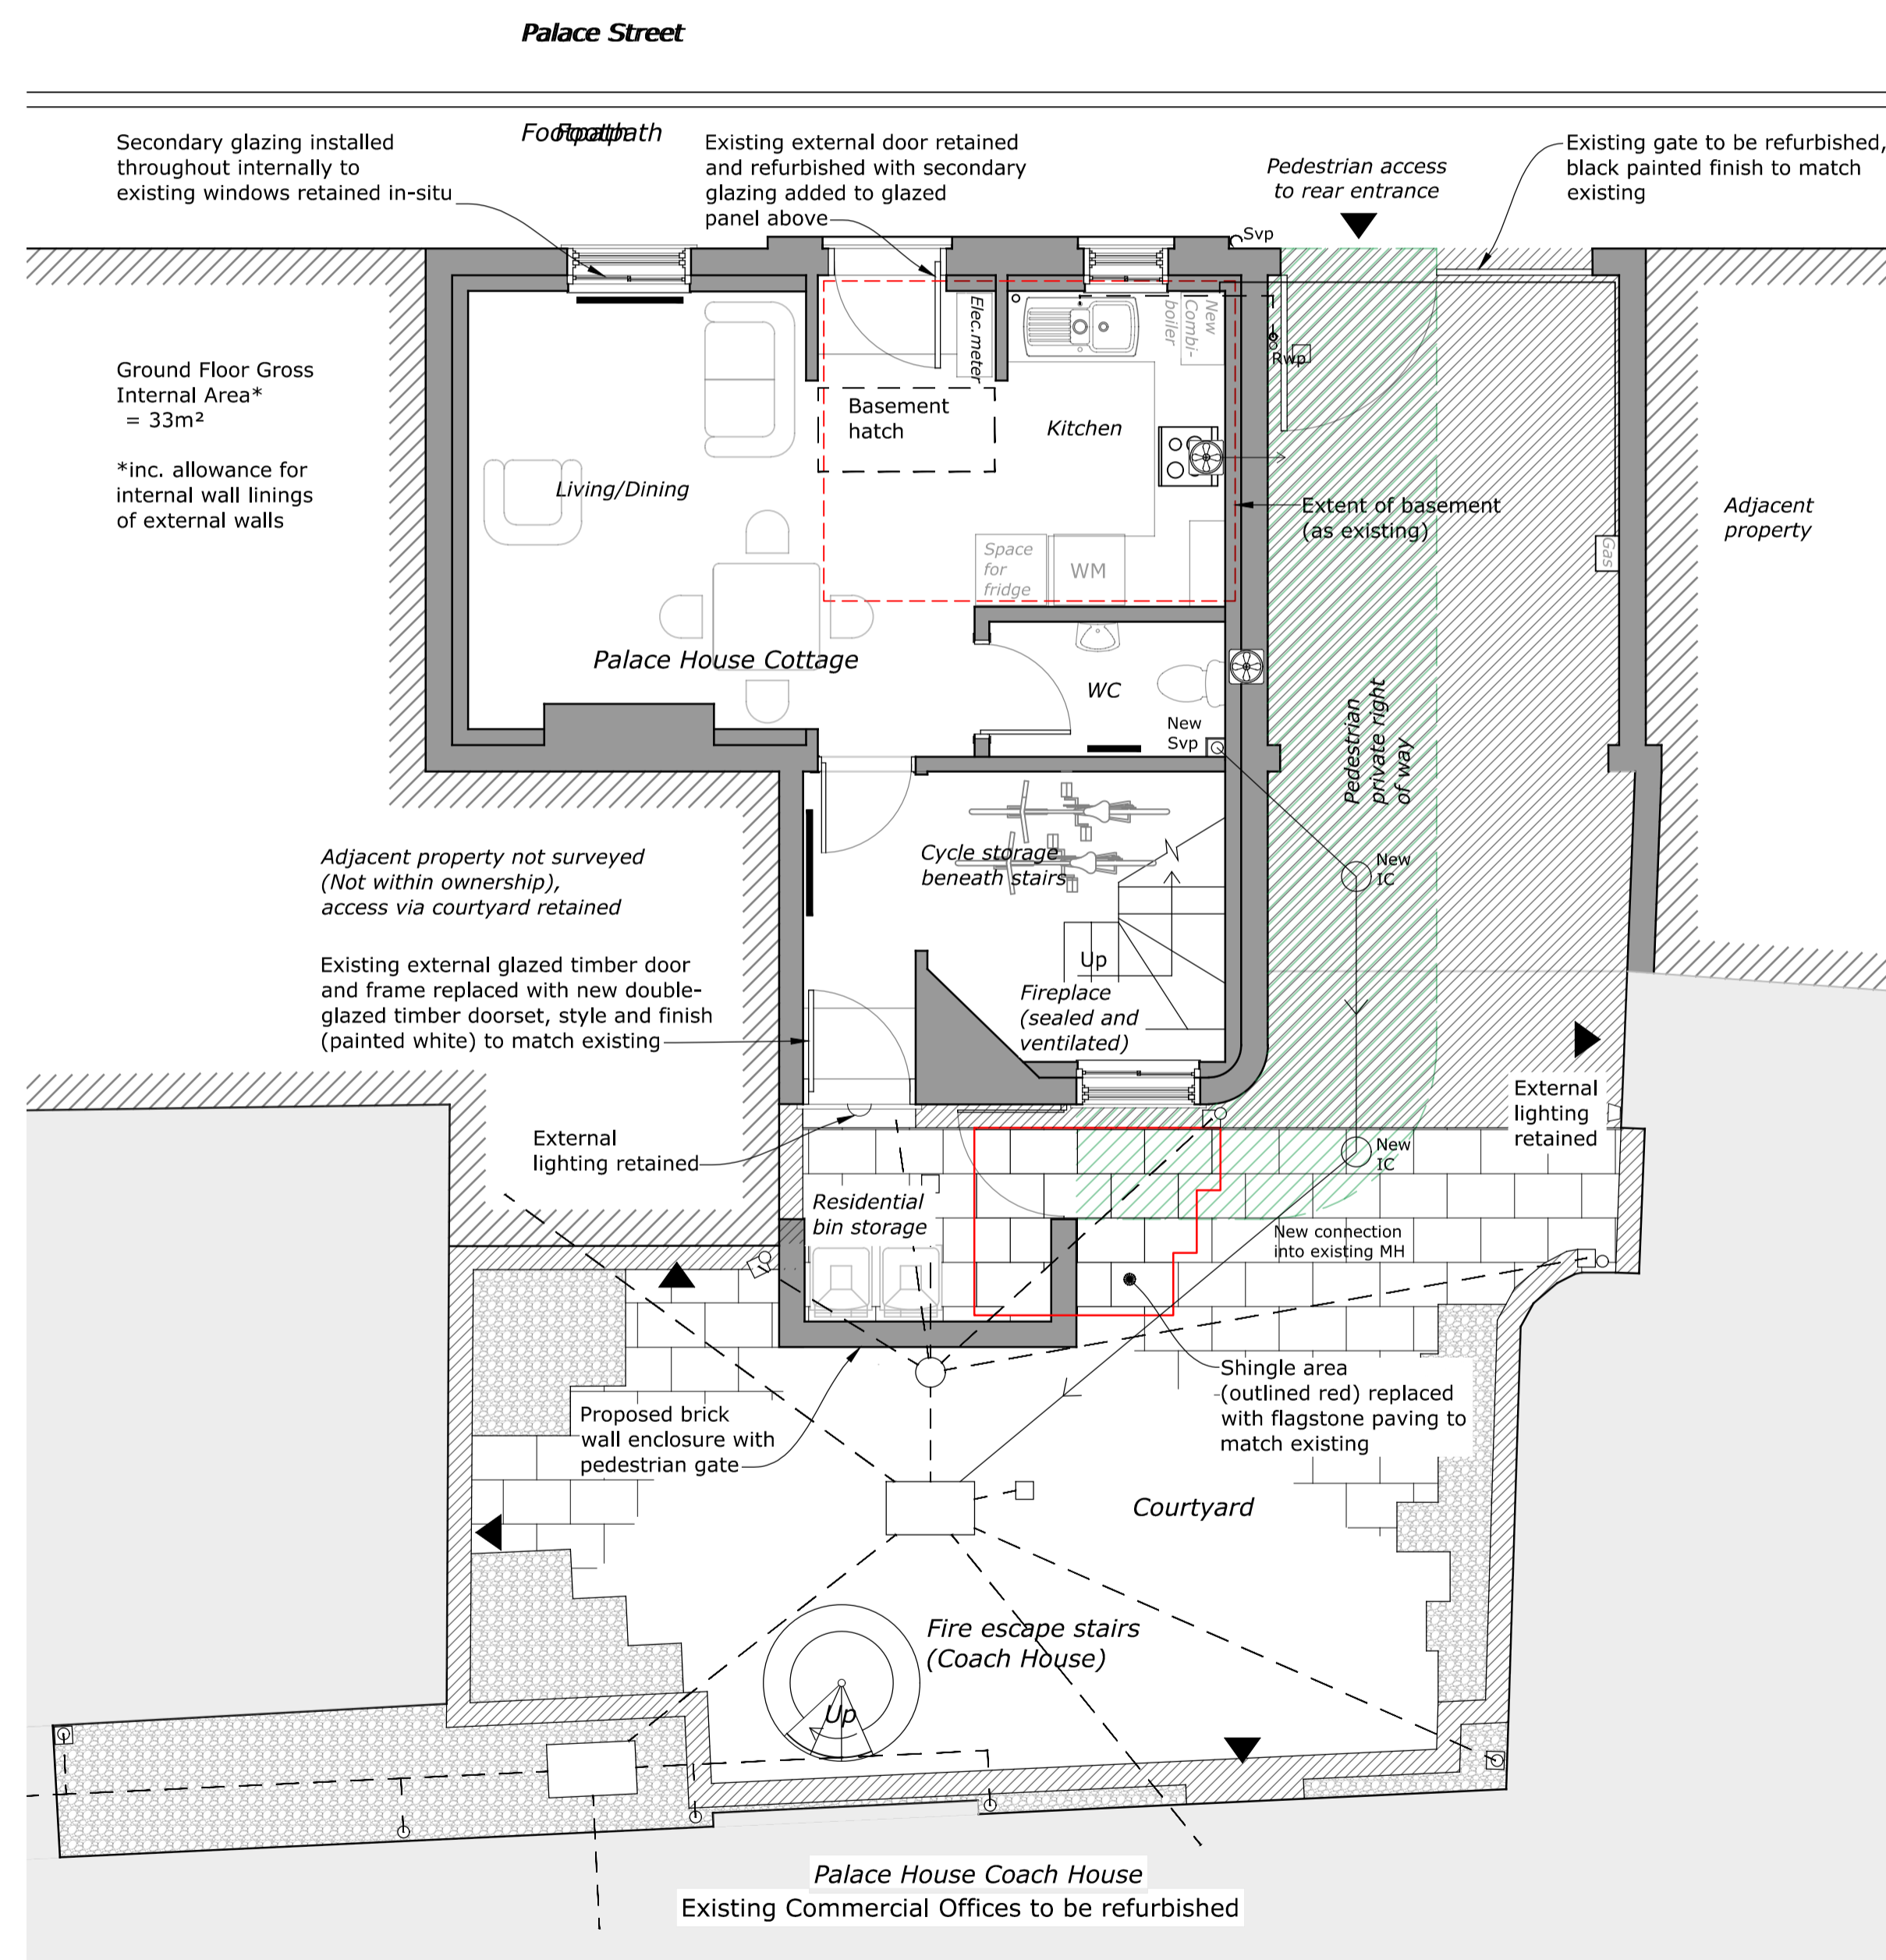 Palace Street
Footpath
Footpath
Secondary glazing installed
throughout internally to
existing windows retained in-situ
Existing external door retained
and refurbished with secondary
glazing added to glazed
panel above
Pedestrian access
to rear entrance
Existing gate to be refurbished,
black painted finish to match
existing
Svp
Ground Floor Gross
Internal Area*
= 33m²
*inc. allowance for
internal wall linings
of external walls
Elec.meter
New
Combi-
boiler
Rwp
Basement
hatch
Kitchen
Living/Dining
Extent of basement
(as existing)
Adjacent
property
Gas
Space
for
fridge
WM
Palace House Cottage
WC
New
Svp
Pedestrian
private right
of way
Adjacent property not surveyed
(Not within ownership),
access via courtyard retained
Cycle storage
beneath stairs
New
IC
Up
Existing external glazed timber door
and frame replaced with new double-
glazed timber doorset, style and finish
(painted white) to match existing
Fireplace
(sealed and
ventilated)
External
lighting
retained
External
lighting retained
New
IC
Residential
bin storage
New connection
into existing MH
Shingle area
(outlined red) replaced
with flagstone paving to
match existing
Proposed brick
wall enclosure with
pedestrian gate
Courtyard
Fire escape stairs
(Coach House)
Up
Palace House Coach House
Existing Commercial Offices to be refurbished